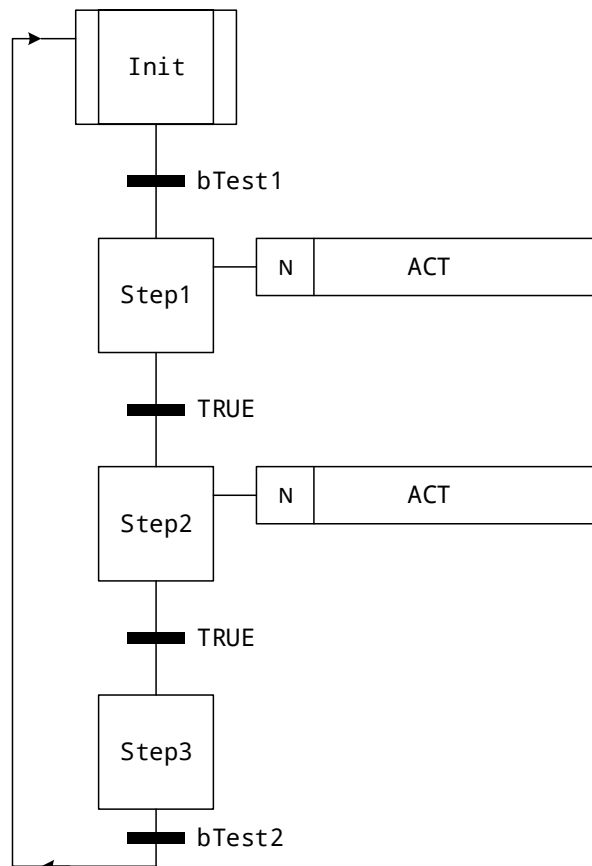 Init
bTest1
Step1
N ACT
TRUE
Step2
N ACT
TRUE
Step3
bTest2